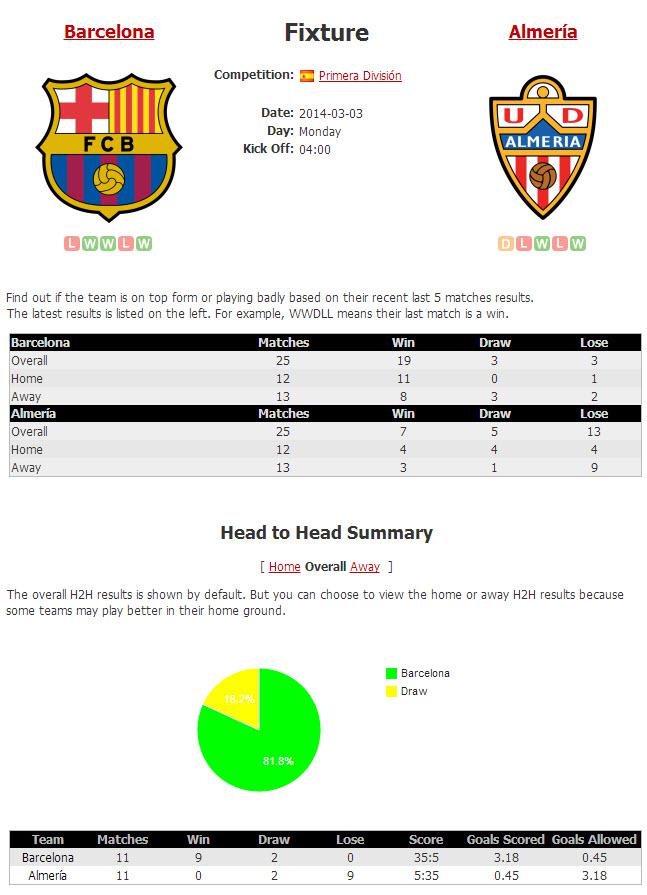 Barcelona
Fixture
Almería
Competition: Primera División
Date: 2014-03-03
Day: Monday
Kick Off: 04:00
FCB
U D
ALMERIA
L W W L W
D L W L W
Find out if the team is on top form or playing badly based on their recent last 5 matches results.
The latest results is listed on the left. For example, WWDLL means their last match is a win.
Barcelona Matches Win Draw Lose
Overall 25 19 3 3
Home 12 11 0 1
Away 13 8 3 2
Almería Matches Win Draw Lose
Overall 25 7 5 13
Home 12 4 4 4
Away 13 3 1 9
Head to Head Summary
[ Home Overall Away ]
The overall H2H results is shown by default. But you can choose to view the home or away H2H results because
some teams may play better in their home ground.
Barcelona
Draw
18.2%
81.8%
Team Matches Win Draw Lose Score Goals Scored Goals Allowed
Barcelona 11 9 2 0 35:5 3.18 0.45
Almería 11 0 2 9 5:35 0.45 3.18